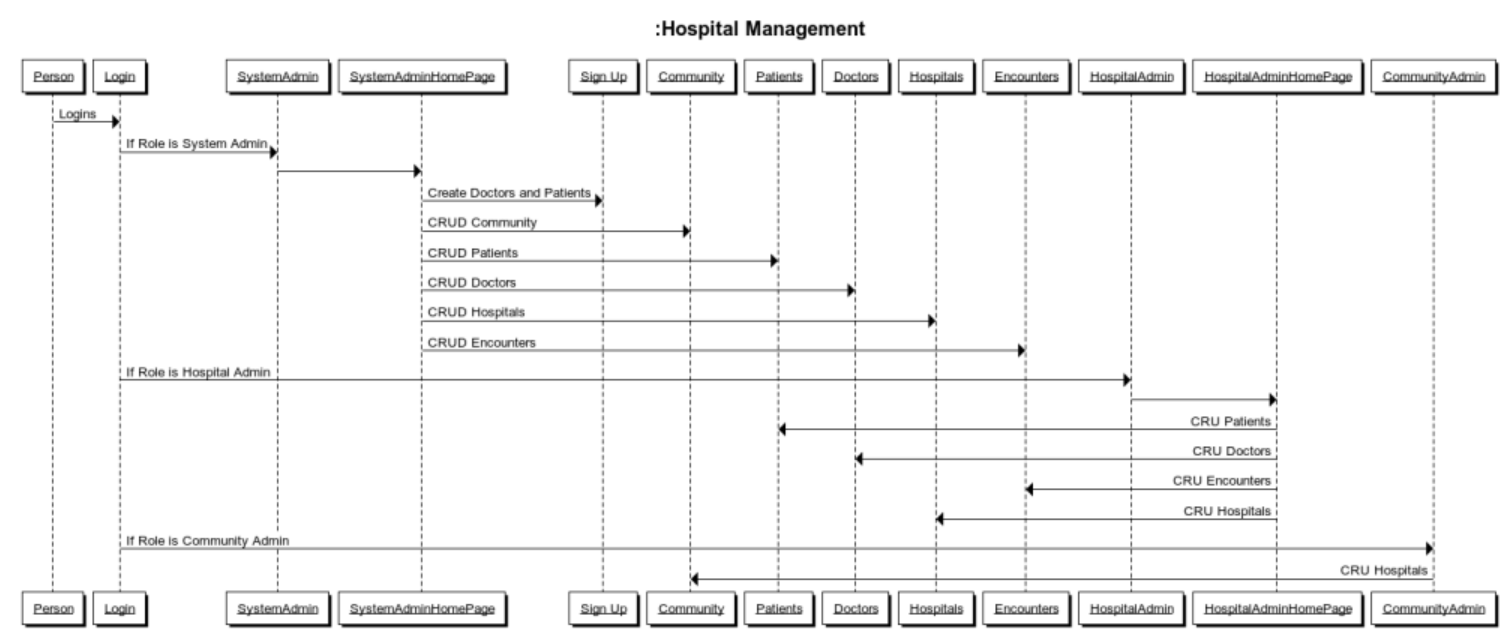 :Hospital Management
Person Login SystemAdmin SystemAdminHomePage Sign Up Community Patients Doctors Hospitals Encounters HospitalAdmin HospitalAdminHomePage CommunityAdmin
Logins
If Role is System Admin
Create Doctors and Patients
CRUD Community
CRUD Patients
CRUD Doctors
CRUD Hospitals
CRUD Encounters
If Role is Hospital Admin
CRU Patients
CRU Doctors
CRU Encounters
CRU Hospitals
If Role is Community Admin
CRU Hospitals
Person Login SystemAdmin SystemAdminHomePage Sign Up Community Patients Doctors Hospitals Encounters HospitalAdmin HospitalAdminHomePage CommunityAdmin